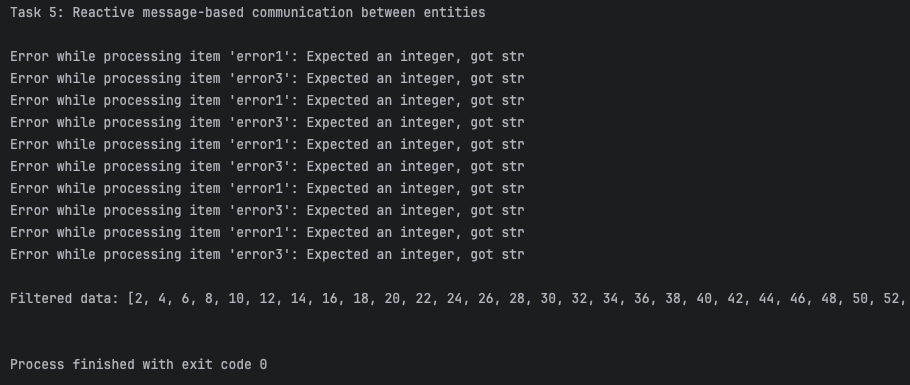 Task 5: Reactive message-based communication between entities
Error while processing item 'error1': Expected an integer, got str
Error while processing item 'error3': Expected an integer, got str
Error while processing item 'error1': Expected an integer, got str
Error while processing item 'error3': Expected an integer, got str
Error while processing item 'error1': Expected an integer, got str
Error while processing item 'error3': Expected an integer, got str
Error while processing item 'error1': Expected an integer, got str
Error while processing item 'error3': Expected an integer, got str
Error while processing item 'error1': Expected an integer, got str
Error while processing item 'error3': Expected an integer, got str
Filtered data: [2, 4, 6, 8, 10, 12, 14, 16, 18, 20, 22, 24, 26, 28, 30, 32, 34, 36, 38, 40, 42, 44, 46, 48, 50, 52,
Process finished with exit code 0